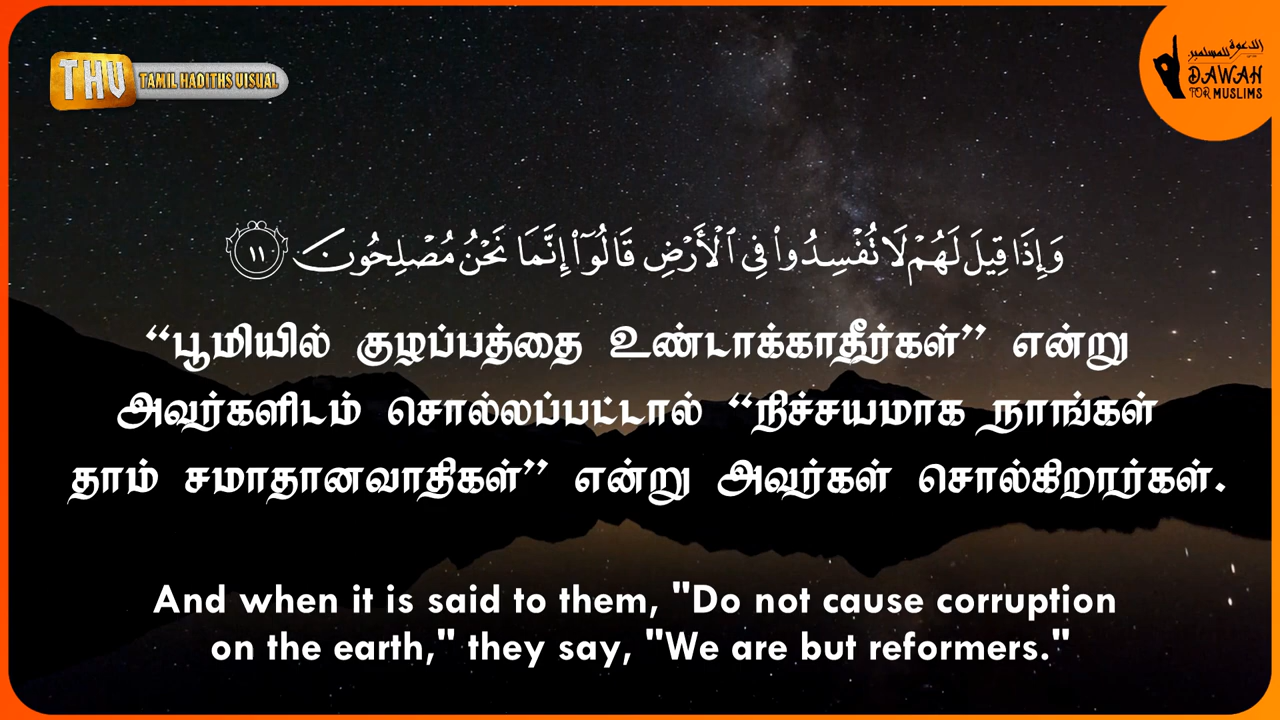 THV TAMIL HADITHS VISUAL
الدعوة للمسلمين
DAWAH
FOR MUSLIMS
وَإِذَا قِيلَ لَهُمْ لَا تُفْسِدُوا۟ فِى ٱلْأَرْضِ قَالُوٓا۟ إِنَّمَا نَحْنُ مُصْلِحُونَ ١١
“பூமியில் குழப்பத்தை உண்டாக்காதீர்கள்” என்று
அவர்களிடம் சொல்லப்பட்டால் “நிச்சயமாக நாங்கள்
தாம் சமாதானவாதிகள்” என்று அவர்கள் சொல்கிறார்கள்.
And when it is said to them, "Do not cause corruption
on the earth," they say, "We are but reformers."